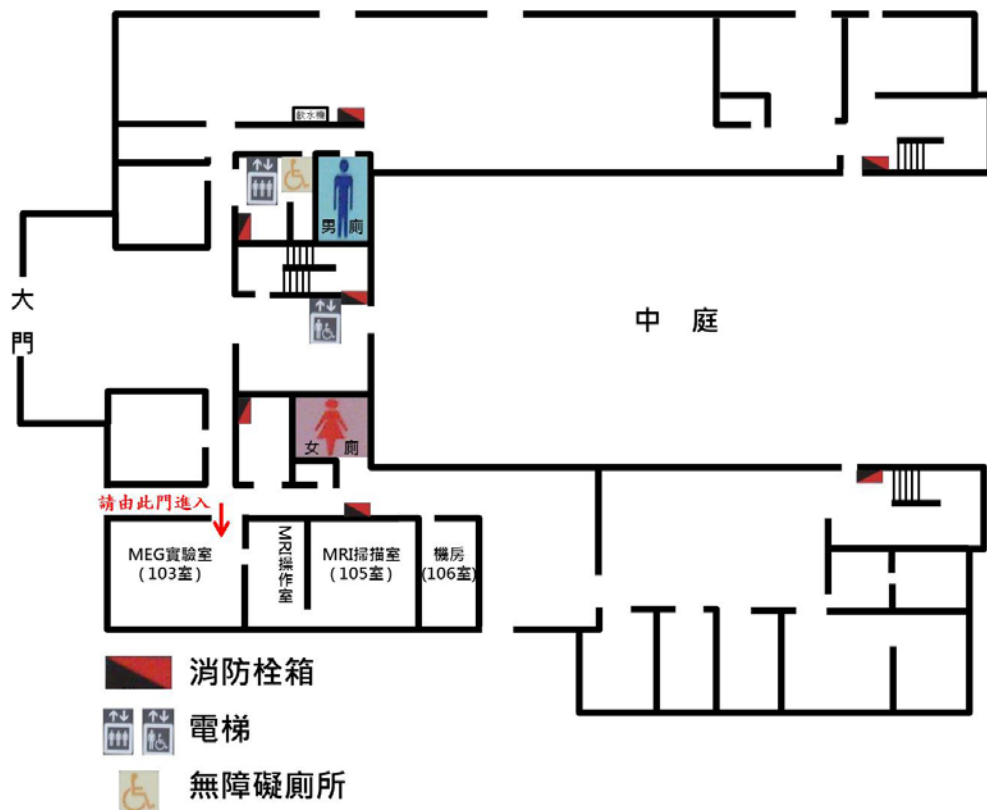 飲水機
男廁
大門
中庭
女廁
請由此門進入
MEG實驗室
(103室)
MRI操作室
MRI掃描室
(105室)
機房
(106室)
消防栓箱
電梯
無障礙廁所